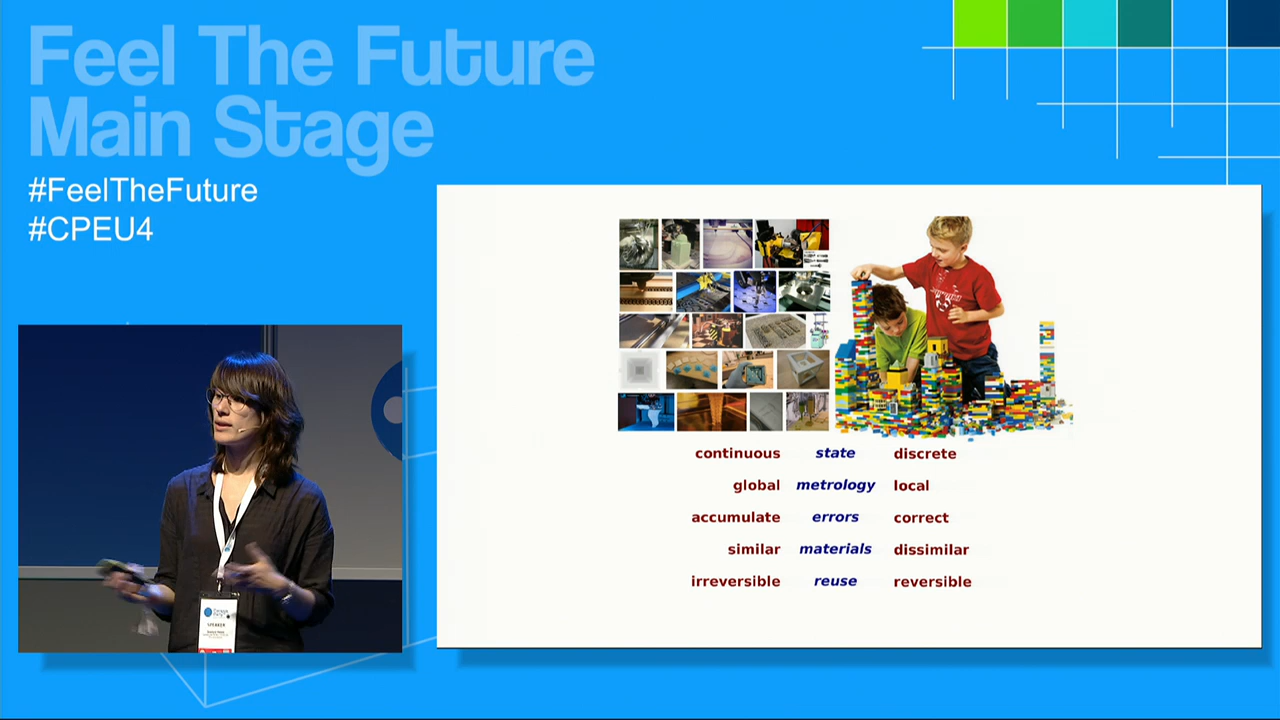 Feel The Future
Main Stage
#FeelTheFuture
#CPEU4
continuous state discrete
global metrology local
accumulate errors correct
similar materials dissimilar
irreversible reuse reversible
SPEAKER